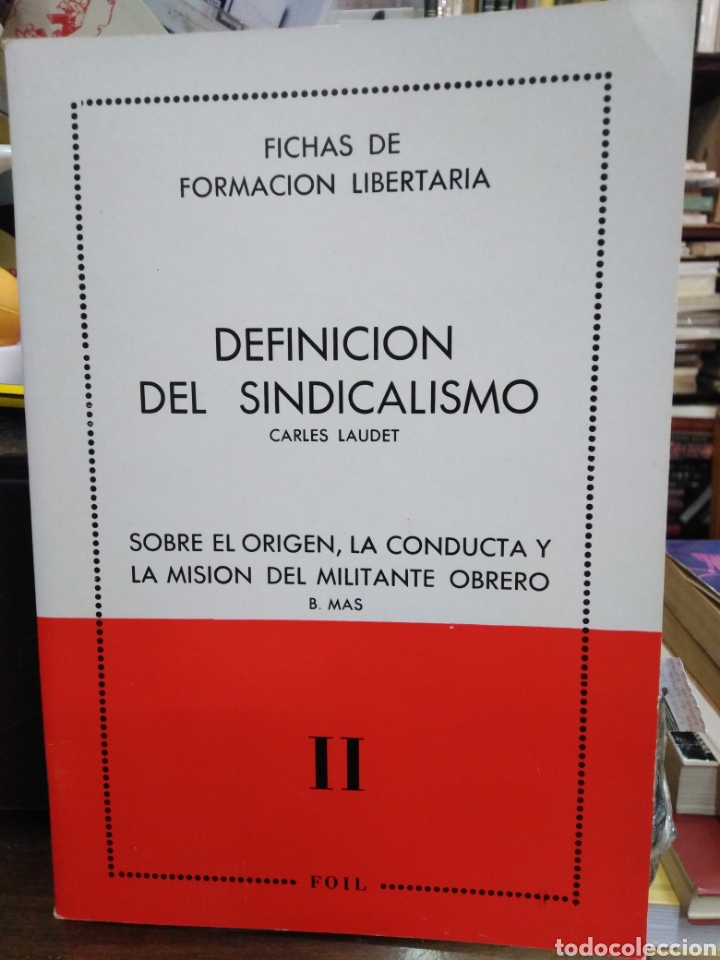 FICHAS DE
FORMACION LIBERTARIA
DEFINICION
DEL SINDICALISMO
CARLES LAUDET
SOBRE EL ORIGEN, LA CONDUCTA Y
LA MISION DEL MILITANTE OBRERO
B. MAS
II
FOIL
todocoleccion